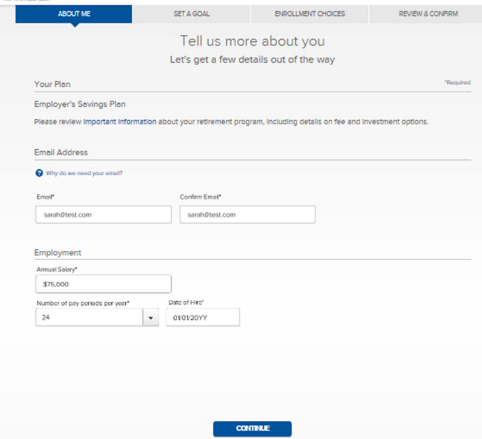 ABOUT ME
SET A GOAL
ENROLLMENT CHOICES
REVIEW & CONFIRM
Tell us more about you
Let's get a few details out of the way
Your Plan
*Required
Employer's Savings Plan
Please review important information about your retirement program, including details on fee and investment options.
Email Address
? Why do we need your email?
Email* Confirm Email*
sarah@test.com sarah@test.com
Employment
Annual Salary*
$75,000
Number of pay periods per year* Date of Hire*
24 01/01/20YY
CONTINUE